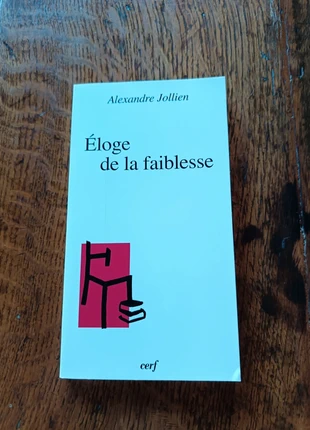 Alexandre Jollien
Éloge
de la faiblesse
cerf